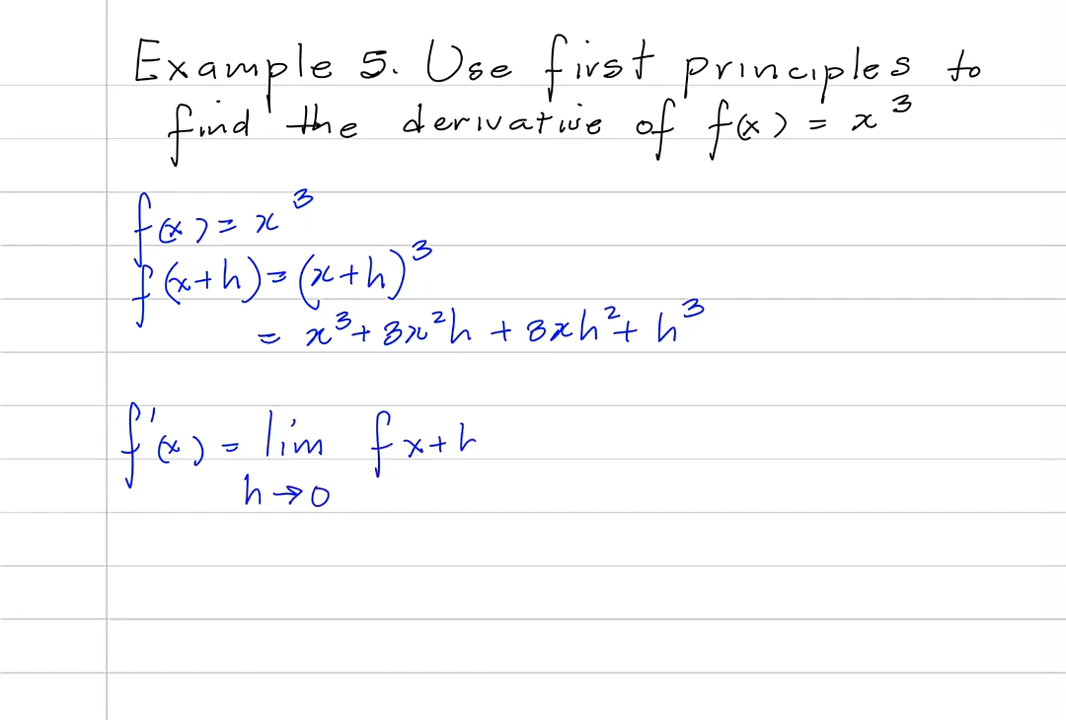 Example 5. Use first principles to
find the derivative of f(x) = x³
f(x) = x³
f(x+h) = (x+h)³
= x³ + 3x²h + 3xh² + h³
f'(x) = lim f x+h
h→0